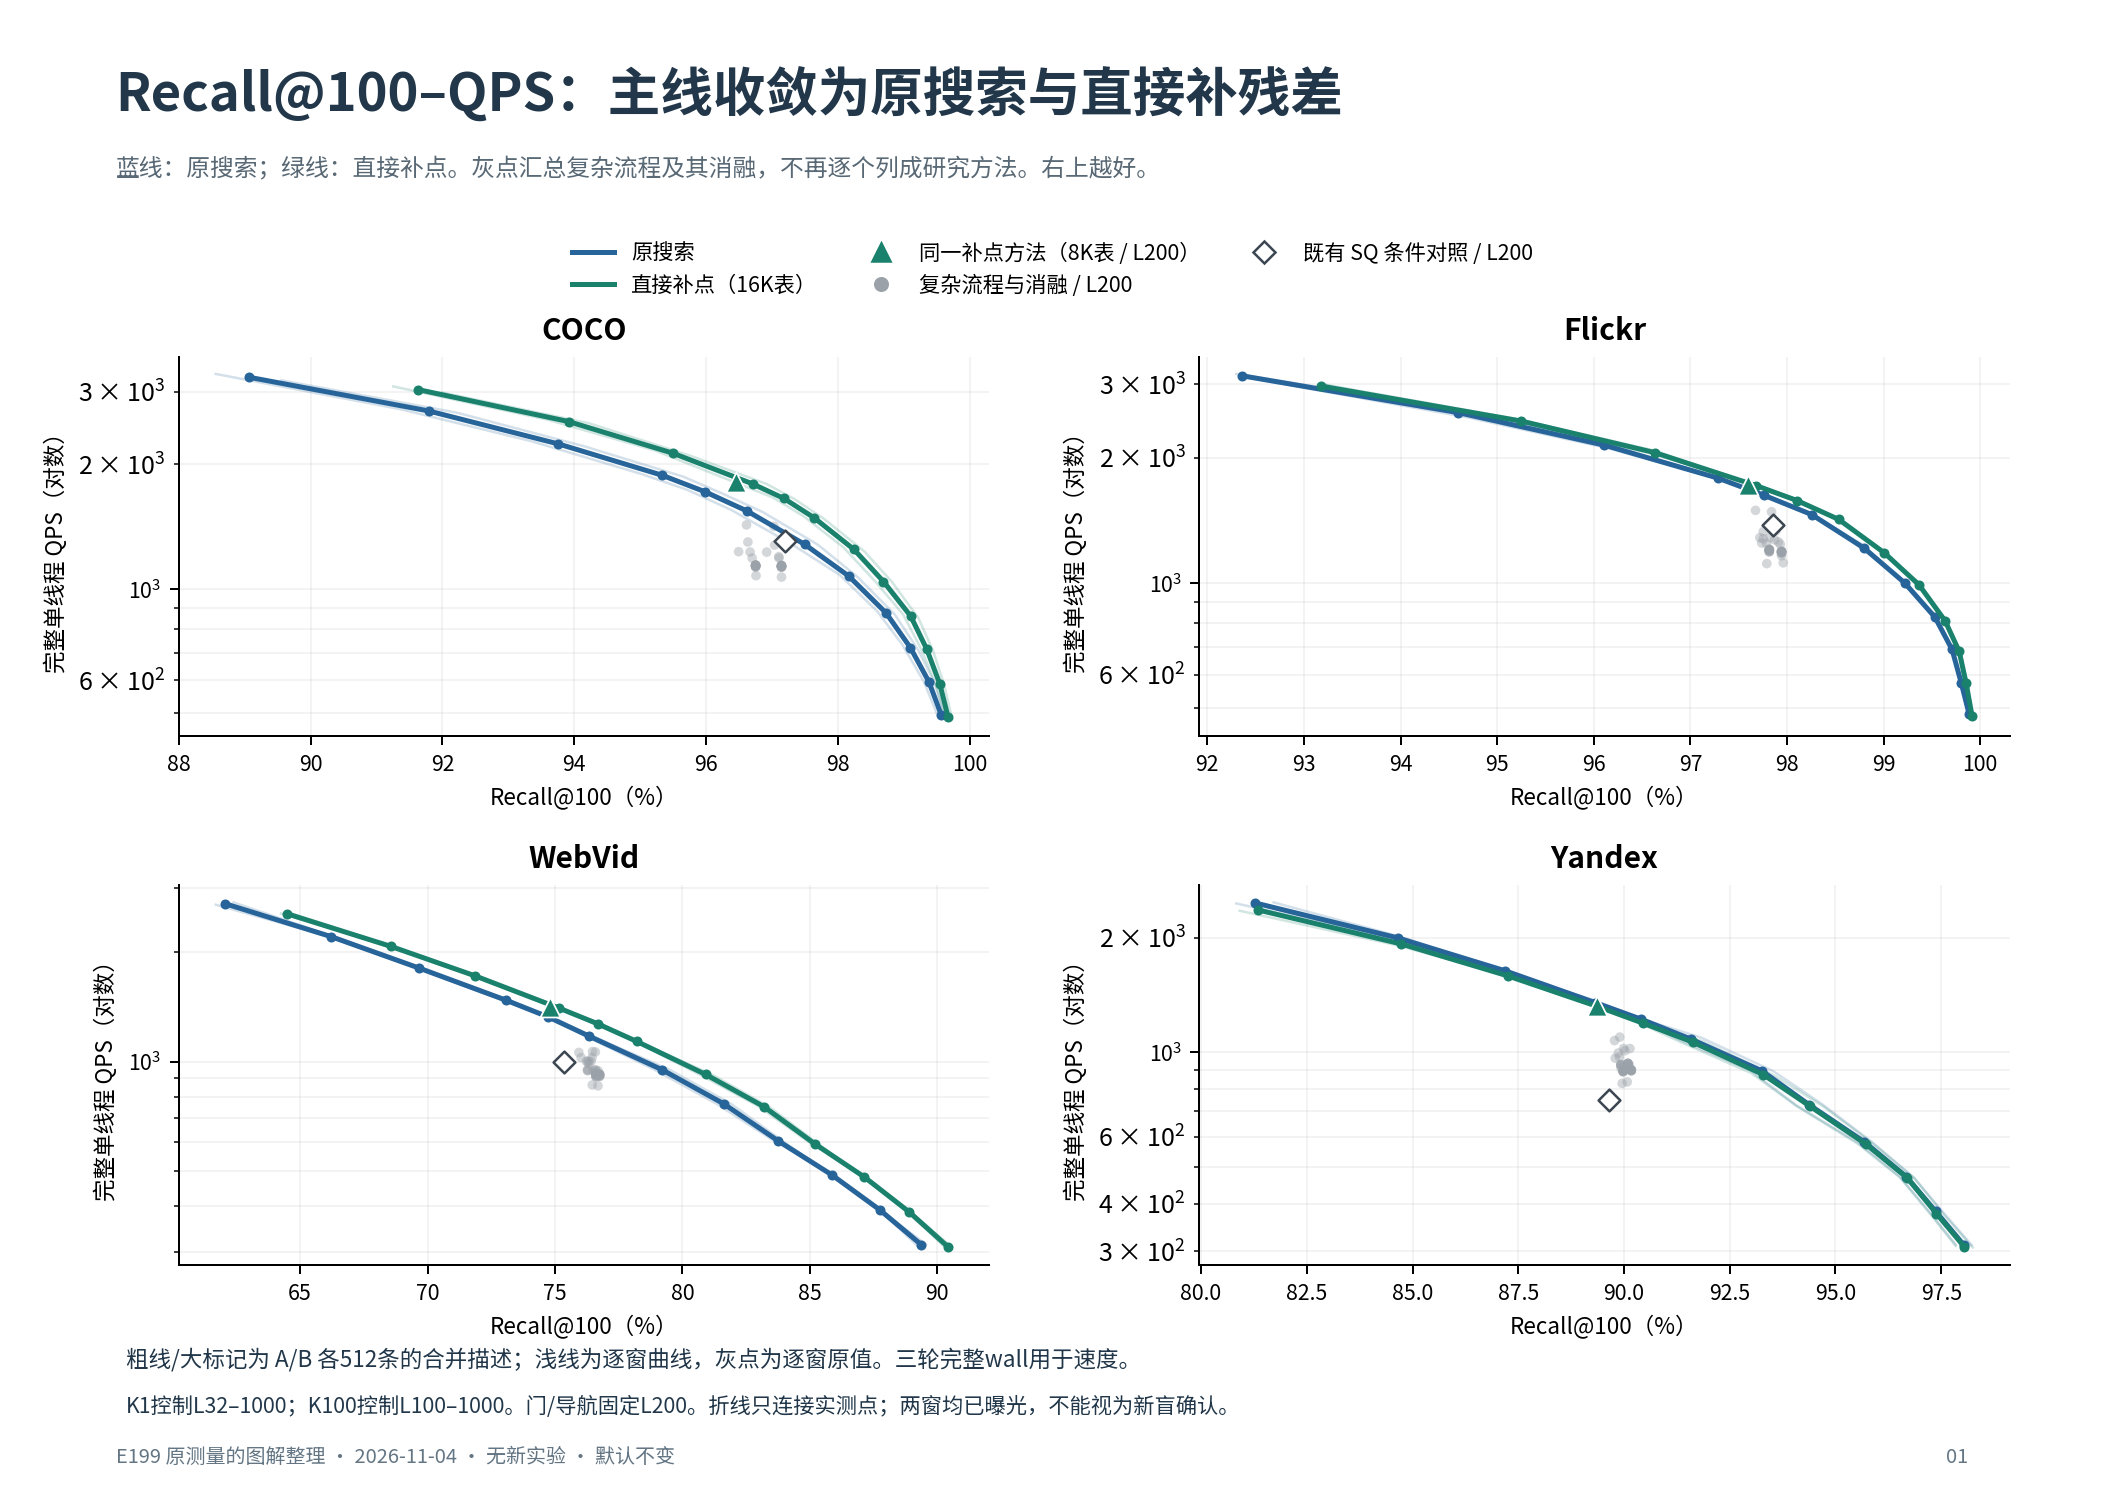 Recall@100–QPS：主线收敛为原搜索与直接补残差
蓝线：原搜索；绿线：直接补点。灰点汇总复杂流程及其消融，不再逐个列成研究方法。右上越好。
原搜索
直接补点（16K表）
同一补点方法（8K表 / L200）
复杂流程与消融 / L200
既有 SQ 条件对照 / L200
COCO
完整单线程 QPS（对数）
3 × 10³
2 × 10³
10³
6 × 10²
88 90 92 94 96 98 100
Recall@100（%）
Flickr
完整单线程 QPS（对数）
3 × 10³
2 × 10³
10³
6 × 10²
92 93 94 95 96 97 98 99 100
Recall@100（%）
WebVid
完整单线程 QPS（对数）
10³
65 70 75 80 85 90
Recall@100（%）
Yandex
完整单线程 QPS（对数）
2 × 10³
10³
6 × 10²
4 × 10²
3 × 10²
80.0 82.5 85.0 87.5 90.0 92.5 95.0 97.5
Recall@100（%）
粗线/大标记为 A/B 各512条的合并描述；浅线为逐窗曲线，灰点为逐窗原值。三轮完整wall用于速度。
K1控制L32–1000；K100控制L100–1000。门/导航固定L200。折线只连接实测点；两窗均已曝光，不能视为新盲确认。
E199 原测量的图解整理 · 2026-11-04 · 无新实验 · 默认不变
01